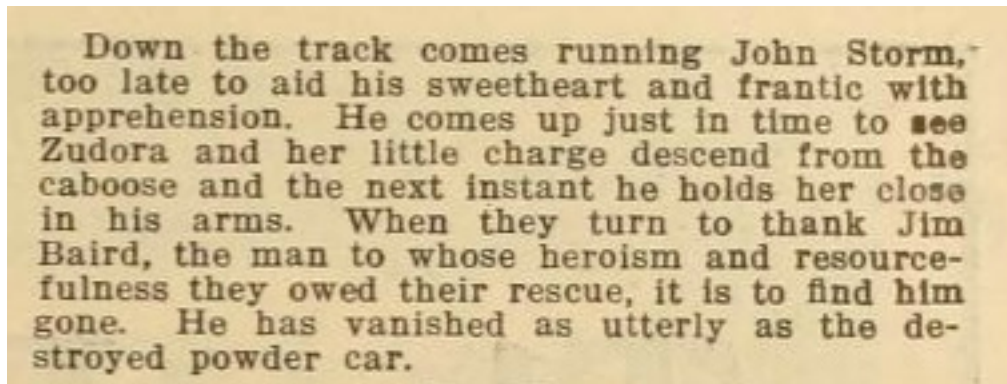 Down the track comes running John Storm,
too late to aid his sweetheart and frantic with
apprehension. He comes up just in time to see
Zudora and her little charge descend from the
caboose and the next instant he holds her close
in his arms. When they turn to thank Jim
Baird, the man to whose heroism and resource-
fulness they owed their rescue, it is to find him
gone. He has vanished as utterly as the de-
stroyed powder car.